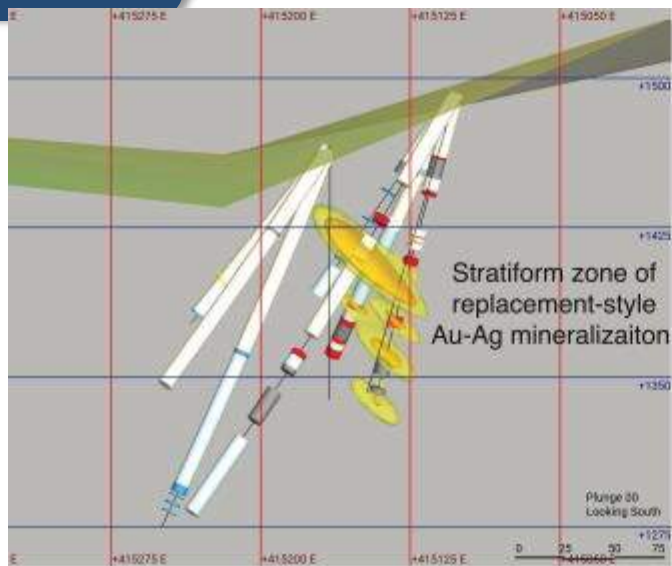 E +415275 E +415200 E +415125 E +415050 E
+1500
+1425
Stratiform zone of
replacement-style
Au-Ag mineralizaiton
+1350
Plunge 00
Looking South
+1275
0 25 50 75
E +415275 E +415200 E +415125 E +415050 E